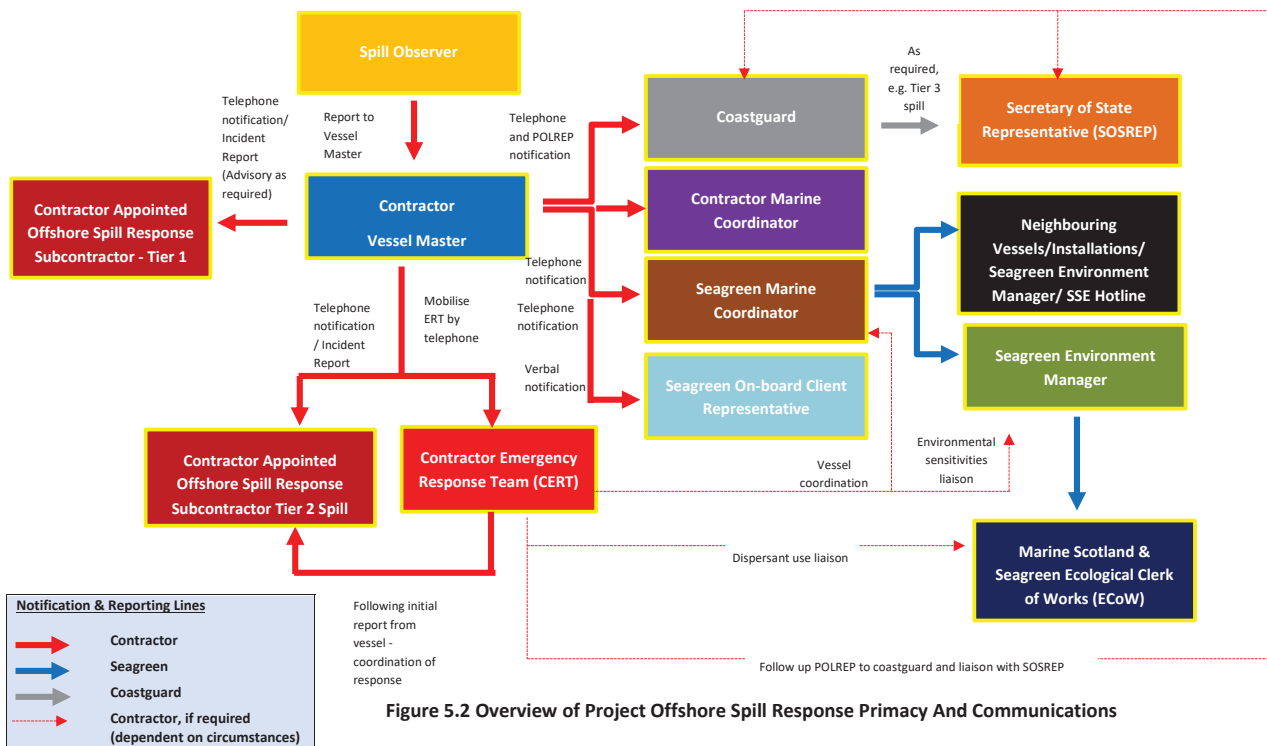 Spill Observer
As
required,
e.g. Tier 3
spill
Telephone
notification/
Incident
Report
(Advisory as
required)
Report to
Vessel
Master
Telephone
and POLREP
notification
Coastguard
Secretary of State
Representative (SOSREP)
Contractor Appointed
Offshore Spill Response
Subcontractor - Tier 1
Contractor
Vessel Master
Contractor Marine
Coordinator
Neighbouring
Vessels/Installations/
Seagreen Environment
Manager/ SSE Hotline
Telephone
notification
Seagreen Marine
Coordinator
Telephone
notification
/ Incident
Report
Mobilise
ERT by
telephone
Telephone
notification
Verbal
notification
Seagreen On-board Client
Representative
Seagreen Environment
Manager
Contractor Appointed
Offshore Spill Response
Subcontractor Tier 2 Spill
Contractor Emergency
Response Team (CERT)
Vessel
coordination
Environmental
sensitivities
liaison
Dispersant use liaison
Marine Scotland &
Seagreen Ecological Clerk
of Works (ECoW)
Notification & Reporting Lines
Contractor
Seagreen
Coastguard
Contractor, if required
(dependent on circumstances)
Following initial
report from
vessel -
coordination of
response
Follow up POLREP to coastguard and liaison with SOSREP
Figure 5.2 Overview of Project Offshore Spill Response Primacy And Communications